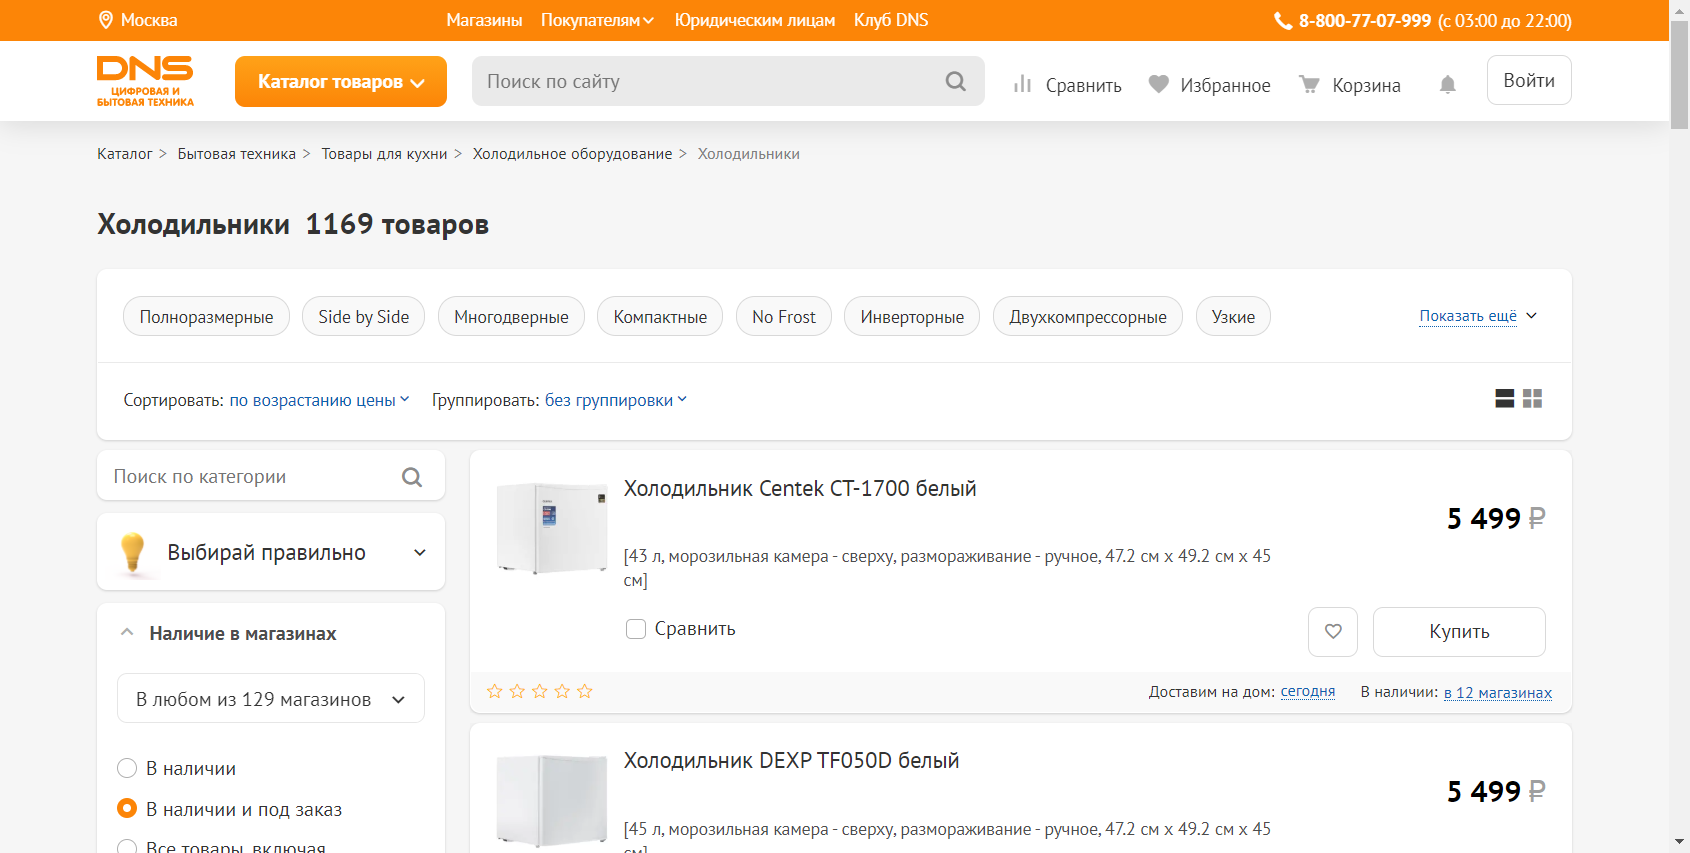 Москва
Магазины Покупателям Юридическим лицам Клуб DNS
8-800-77-07-999 (с 03:00 до 22:00)
DNS
ЦИФРОВАЯ И
БЫТОВАЯ ТЕХНИКА
Каталог товаров
Поиск по сайту
Сравнить
Избранное
Корзина
Войти
Каталог > Бытовая техника > Товары для кухни > Холодильное оборудование > Холодильники
Холодильники 1169 товаров
Полноразмерные Side by Side Многодверные Компактные No Frost Инверторные Двухкомпрессорные Узкие Показать ещё
Сортировать: по возрастанию цены Группировать: без группировки
Поиск по категории
Выбирай правильно
Наличие в магазинах
В любом из 129 магазинов
В наличии
В наличии и под заказ
Все товары, включая
Холодильник Centek CT-1700 белый
5 499 ₽
[43 л, морозильная камера - сверху, размораживание - ручное, 47.2 см x 49.2 см x 45
см]
Сравнить
Купить
Доставим на дом: сегодня В наличии: в 12 магазинах
Холодильник DEXP TF050D белый
5 499 ₽
[45 л, морозильная камера - сверху, размораживание - ручное, 47.2 см x 49.2 см x 45
см]